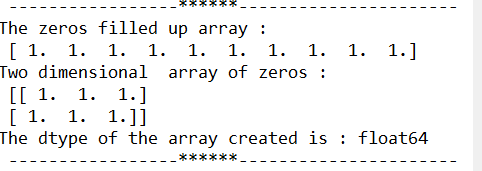 -----------------******----------------------
The zeros filled up array :
[ 1.  1.  1.  1.  1.  1.  1.  1.  1.  1.]
Two dimensional  array of zeros :
[[ 1.  1.  1.]
[ 1.  1.  1.]]
The dtype of the array created is : float64
-----------------******----------------------